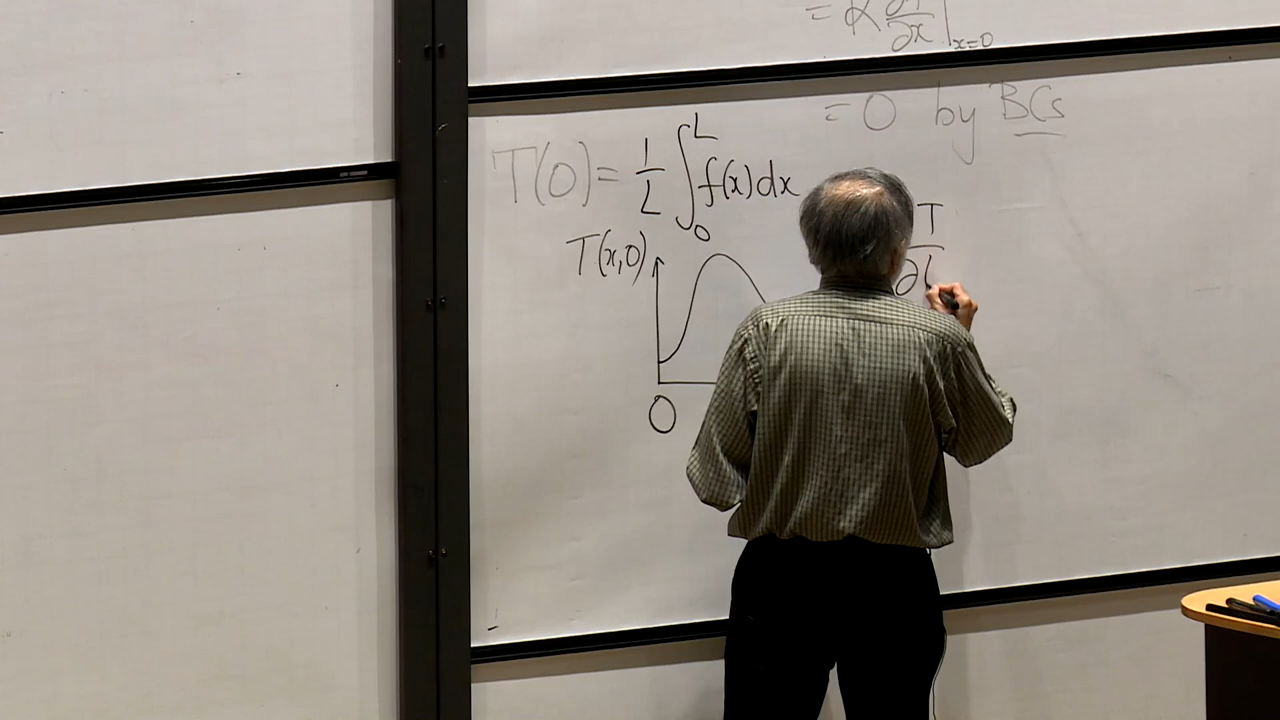 = α ∂T/∂x |x=0
= 0 by BCs
T(0) = 1/L ∫₀ᴸ f(x)dx
T(x,0)
T
∂t
0